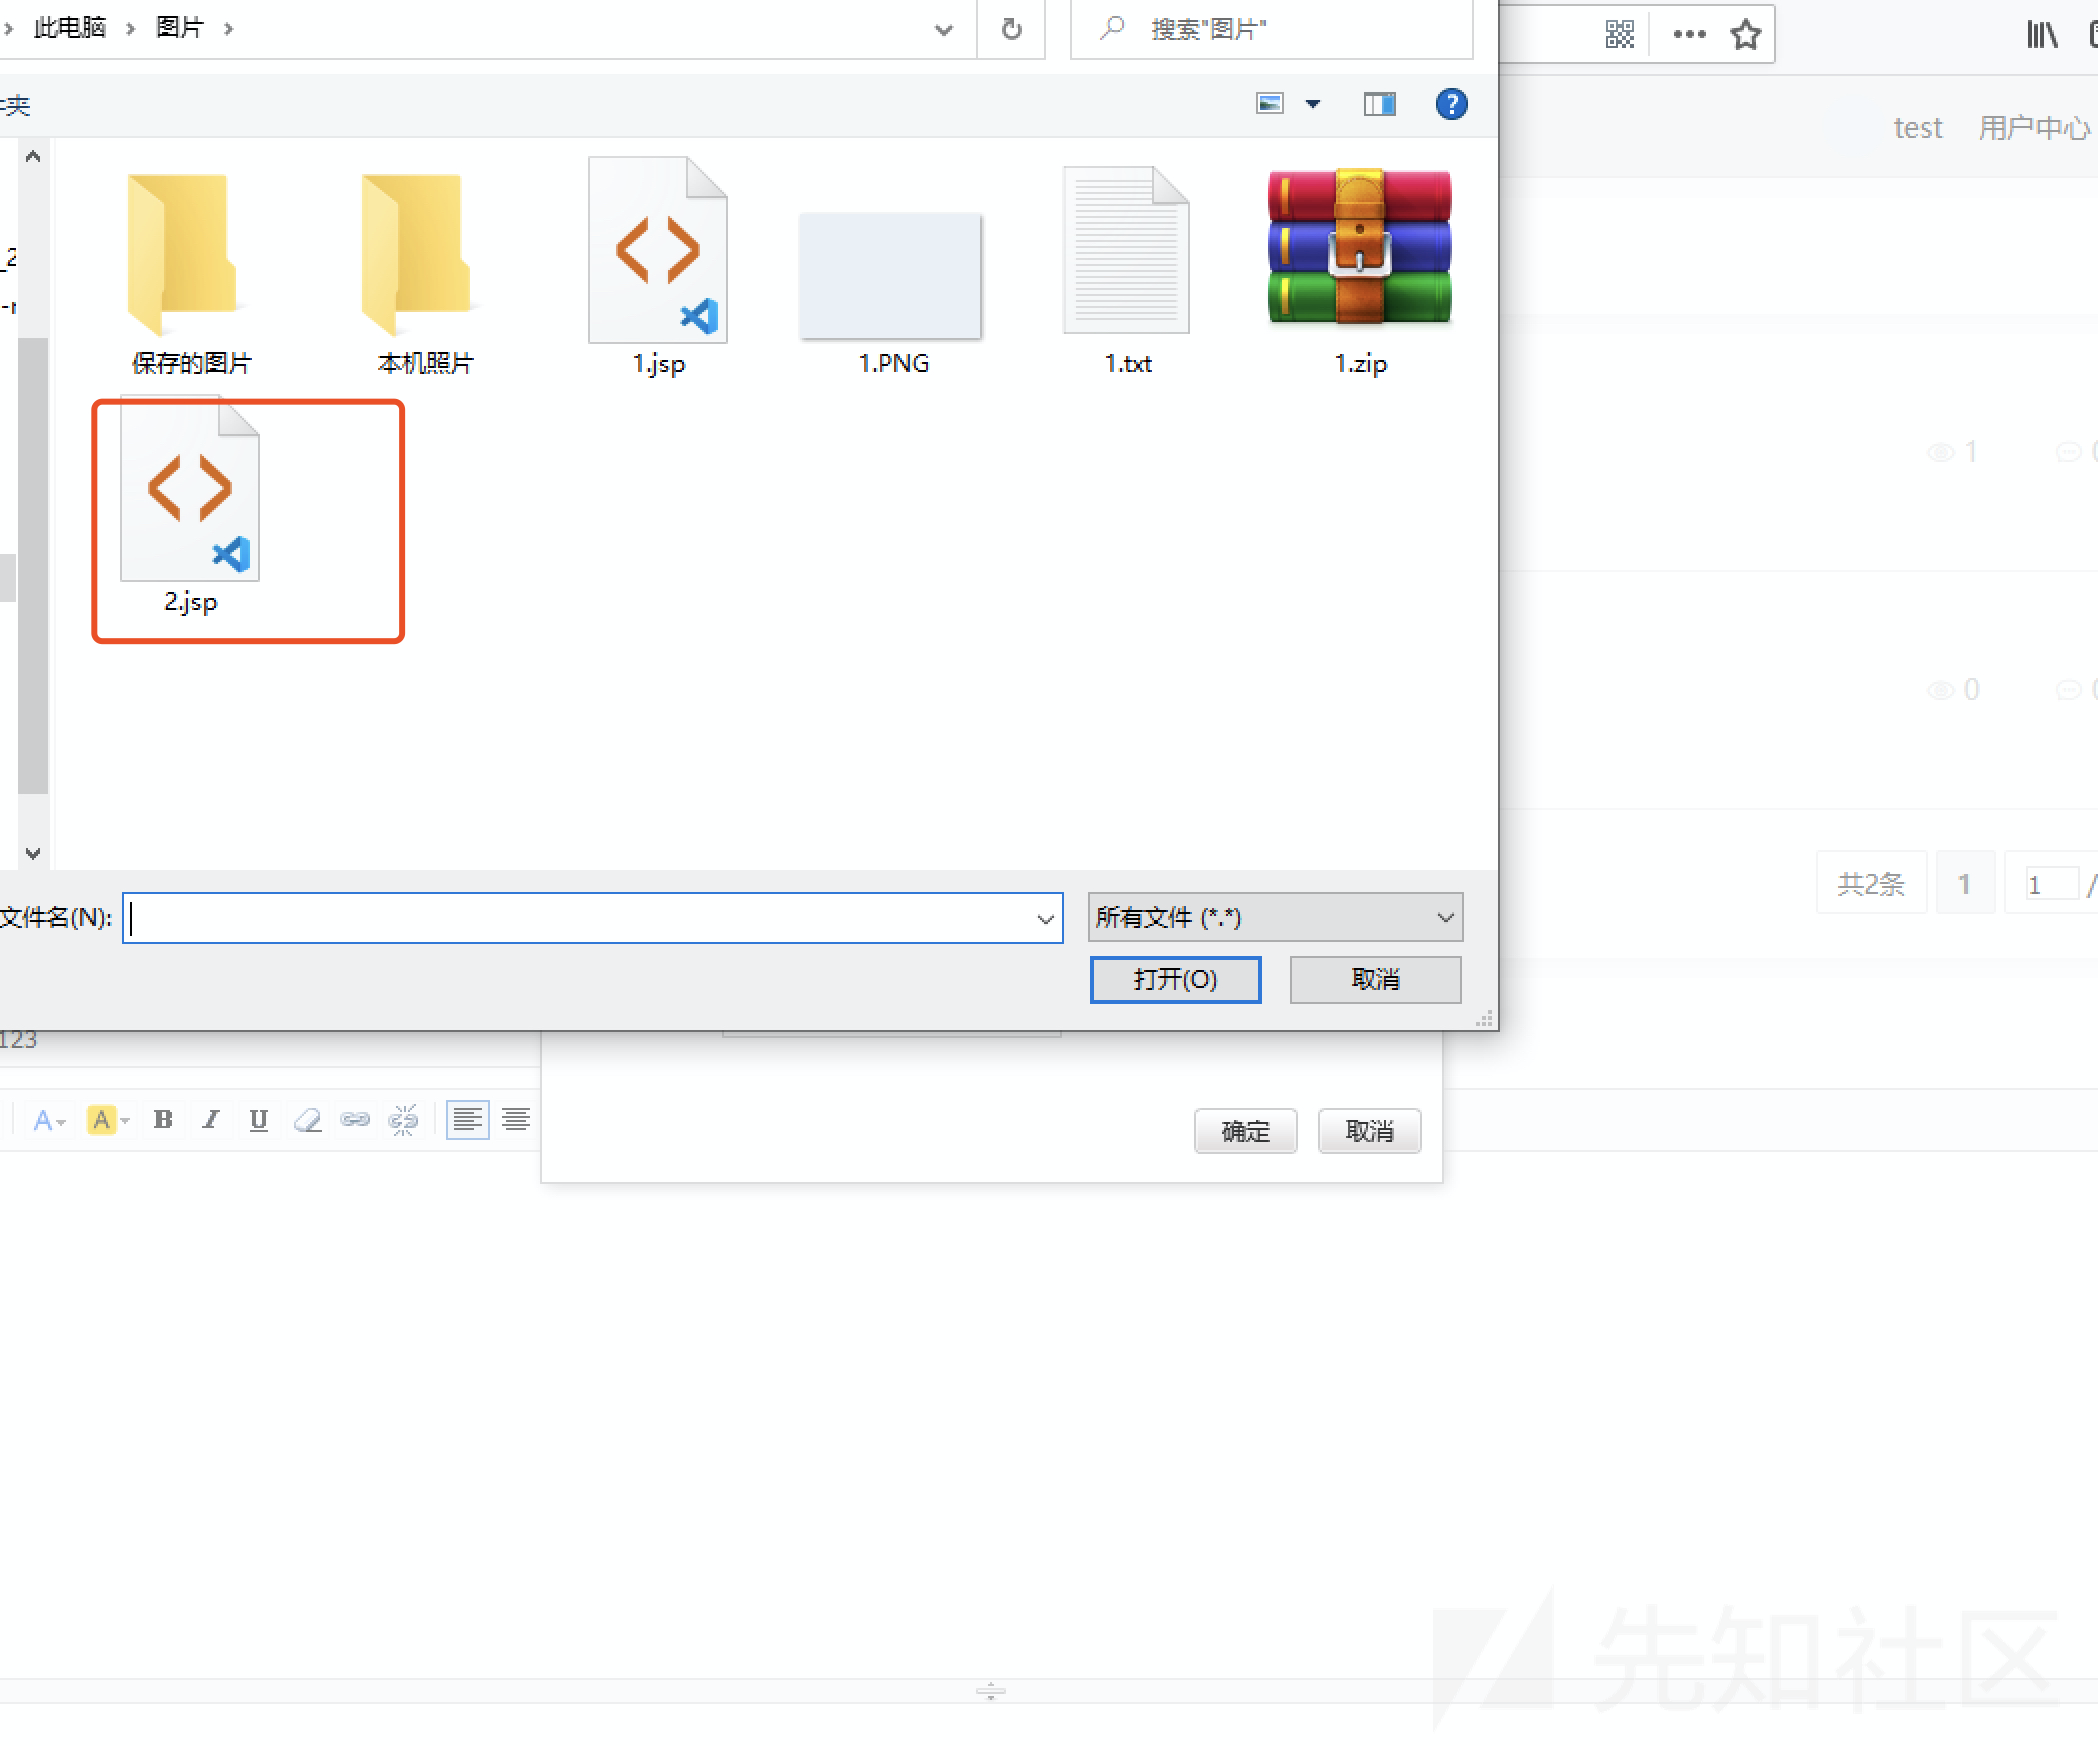 此电脑 > 图片 >
搜索"图片"
夹
test 用户中心
_2
保存的图片 本机照片 1.jsp 1.PNG 1.txt 1.zip
1
2.jsp
0
共2条 1 1 /
文件名(N): 所有文件 (*.*)
打开(O) 取消
123
A A B I U
确定 取消
先知社区